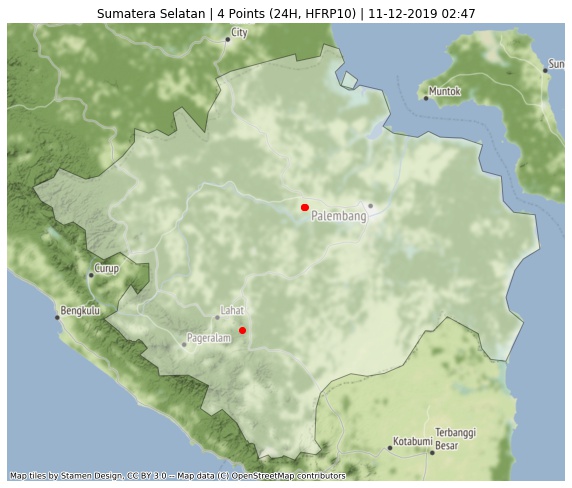 Sumatera Selatan | 4 Points (24H, HFRP10) | 11-12-2019 02:47
City
Sun
Muntok
Palembang
Curup
Bengkulu
Lahat
Pageralam
Terbanggi
Besar
Kotabumi
Map tiles by Stamen Design, CC BY 3.0 -- Map data (C) OpenStreetMap contributors